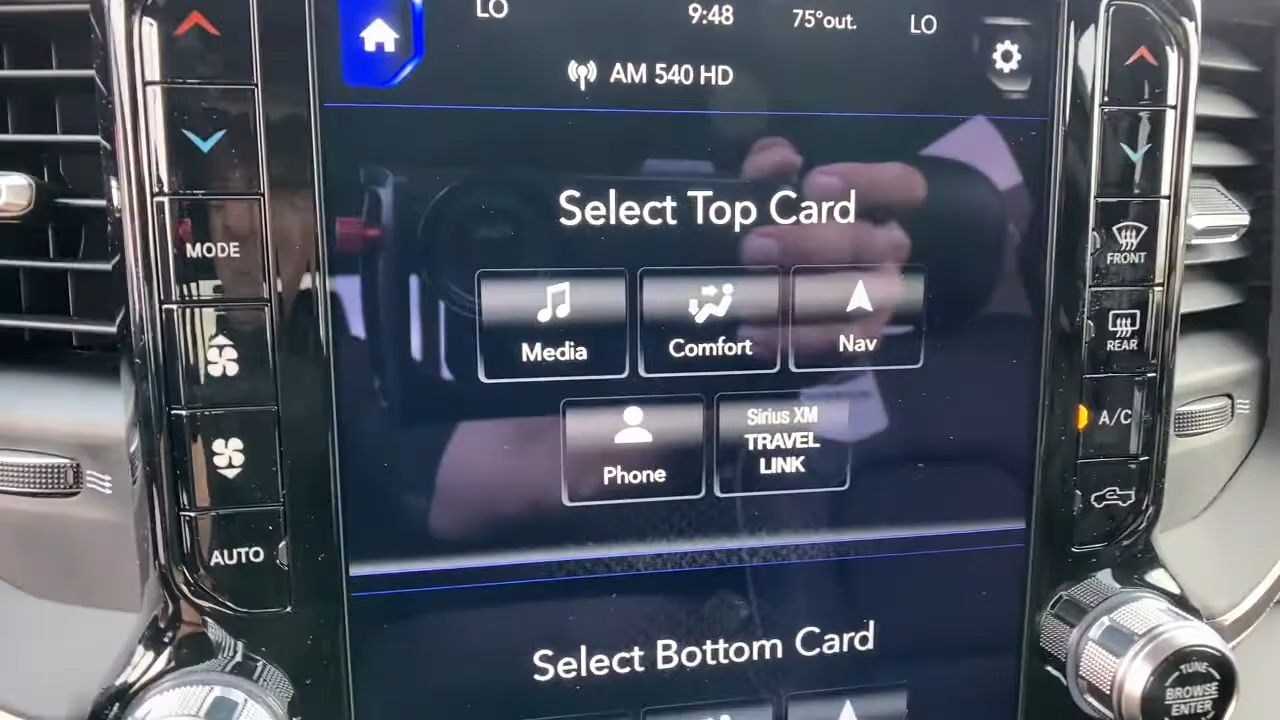 LO 9:48 75°out. LO
AM 540 HD
Select Top Card
MODE
FRONT
Media Comfort Nav
REAR
Sirius XM
TRAVEL
LINK
Phone
A/C
AUTO
Select Bottom Card
TUNE
BROWSE
ENTER